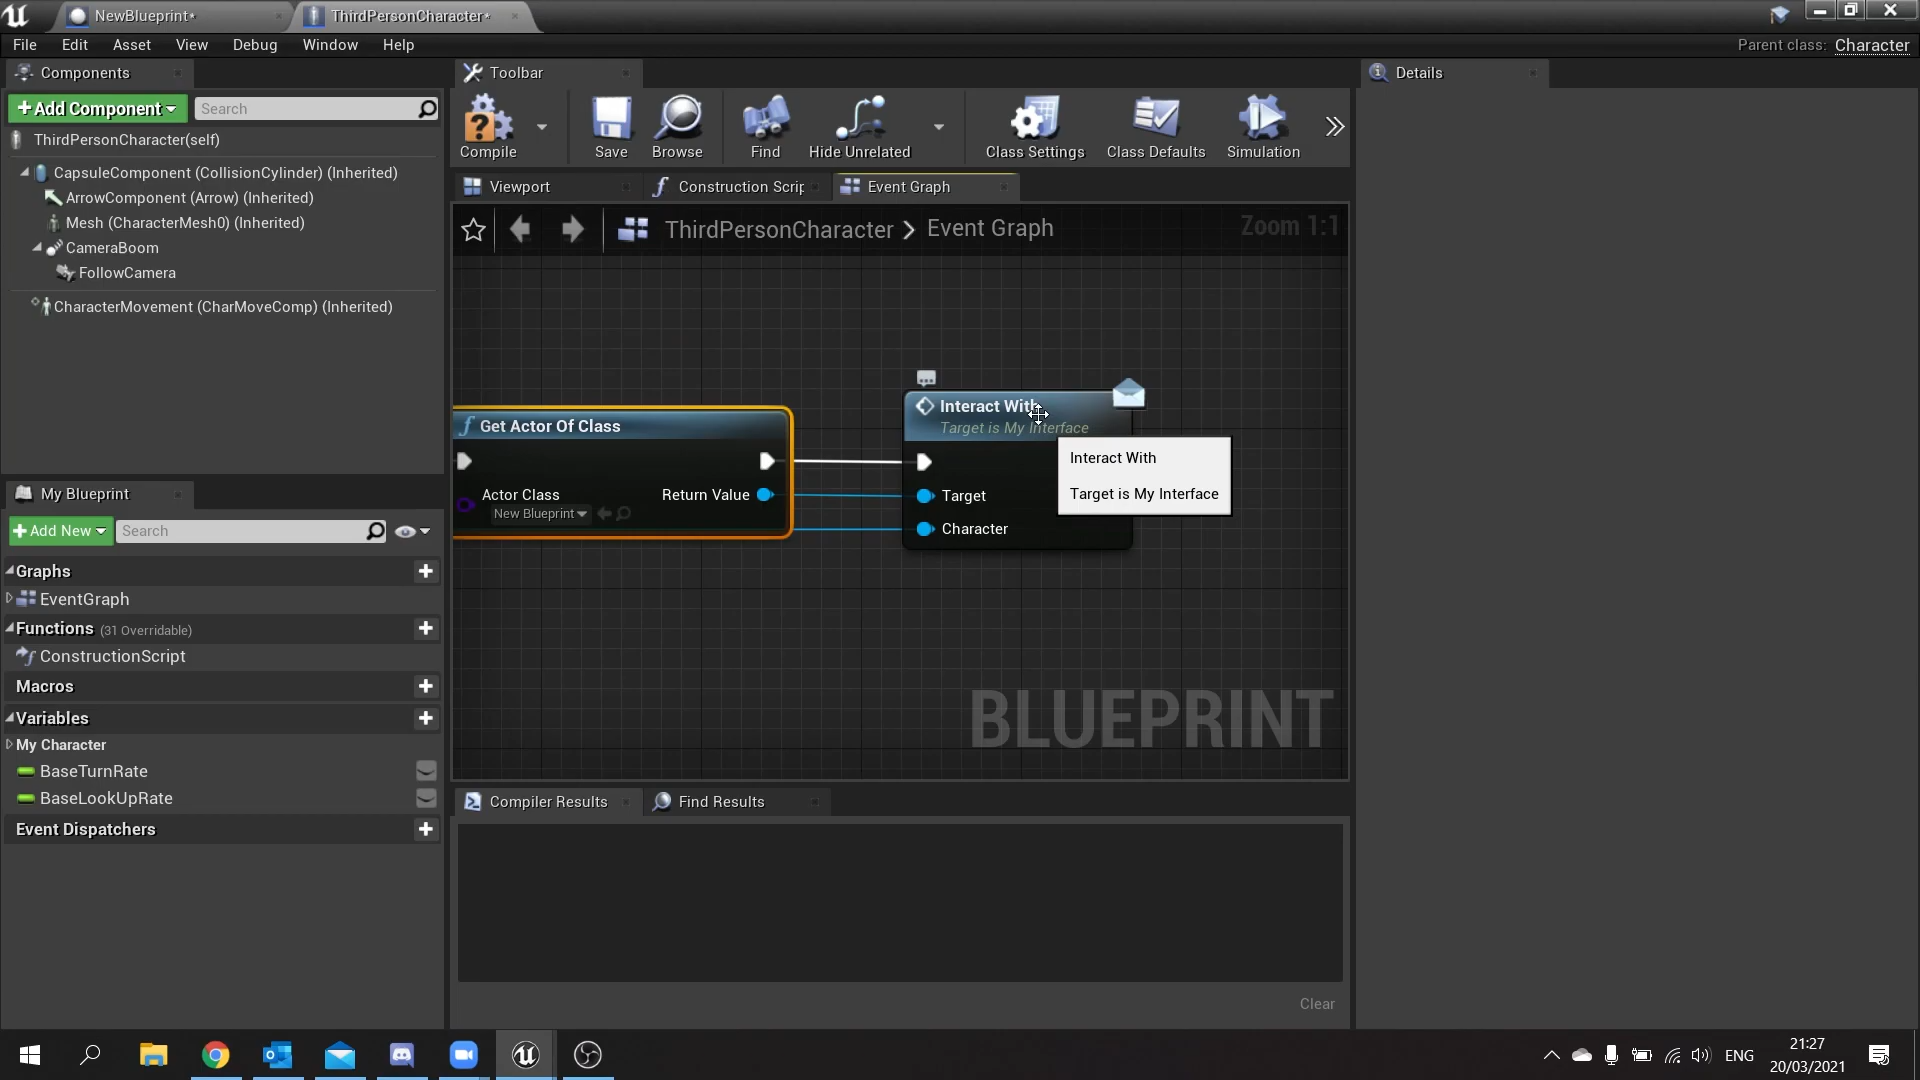 NewBlueprint*
ThirdPersonCharacter*
File Edit Asset View Debug Window Help
Parent class: Character
Components
Add Component
Search
ThirdPersonCharacter(self)
CapsuleComponent (CollisionCylinder) (Inherited)
ArrowComponent (Arrow) (Inherited)
Mesh (CharacterMesh0) (Inherited)
CameraBoom
FollowCamera
CharacterMovement (CharMoveComp) (Inherited)
My Blueprint
Add New
Search
Graphs
EventGraph
Functions (31 Overridable)
ConstructionScript
Macros
Variables
My Character
BaseTurnRate
BaseLookUpRate
Event Dispatchers
Toolbar
Compile
Save
Browse
Find
Hide Unrelated
Class Settings
Class Defaults
Simulation
Viewport
Construction Scrip
Event Graph
ThirdPersonCharacter > Event Graph
Zoom 1:1
Get Actor Of Class
Actor Class
New Blueprint
Return Value
Interact With
Target is My Interface
Target
Character
Interact With
Target is My Interface
BLUEPRINT
Compiler Results
Find Results
Clear
Details
ENG
21:27
20/03/2021